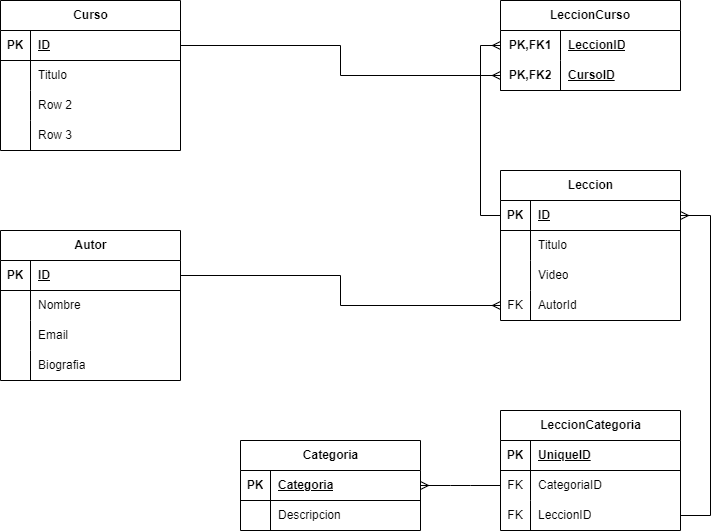 Curso
PK ID
Titulo
Row 2
Row 3
LeccionCurso
PK,FK1 LeccionID
PK,FK2 CursoID
Leccion
PK ID
Titulo
Video
FK AutorId
Autor
PK ID
Nombre
Email
Biografia
LeccionCategoria
PK UniqueID
FK CategoriaID
FK LeccionID
Categoria
PK Categoria
Descripcion